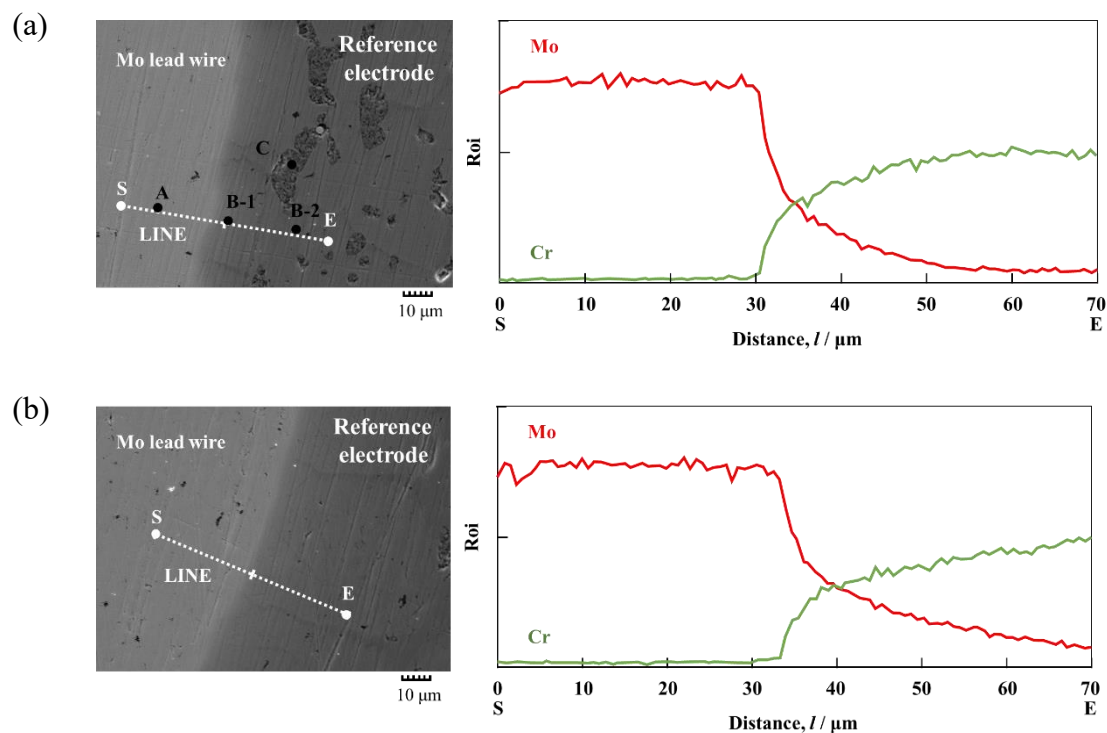 (a)
Mo lead wire
Reference
electrode
C
S
A
B-1
B-2
E
LINE
10 μm
Mo
Roi
Cr
0 10 20 30 40 50 60 70
S E
Distance, l / μm
(b)
Mo lead wire
Reference
electrode
S
LINE
E
10 μm
Mo
Roi
Cr
0 10 20 30 40 50 60 70
S E
Distance, l / μm